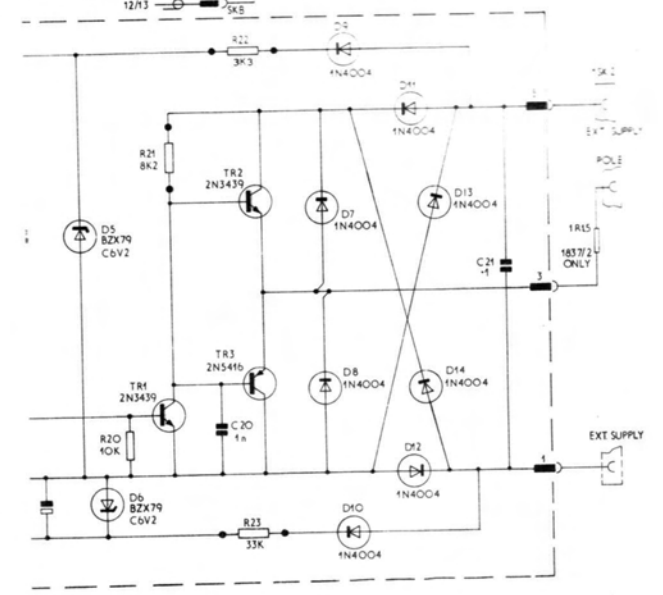 12/13
SKB
R22
3K3
D9
1N4004
D11
1N4004
EXT SUPPLY
POLE
R21
8K2
TR2
2N3439
D7
1N4004
D13
1N4004
D5
BZX79
C6V2
C21
·1
1R15
1837/2
ONLY
3
TR3
2N5416
D8
1N4004
D14
1N4004
TR1
2N3439
R20
10K
C20
1n
D12
1N4004
1
EXT. SUPPLY
D6
BZX79
C6V2
R23
33K
D10
1N4004